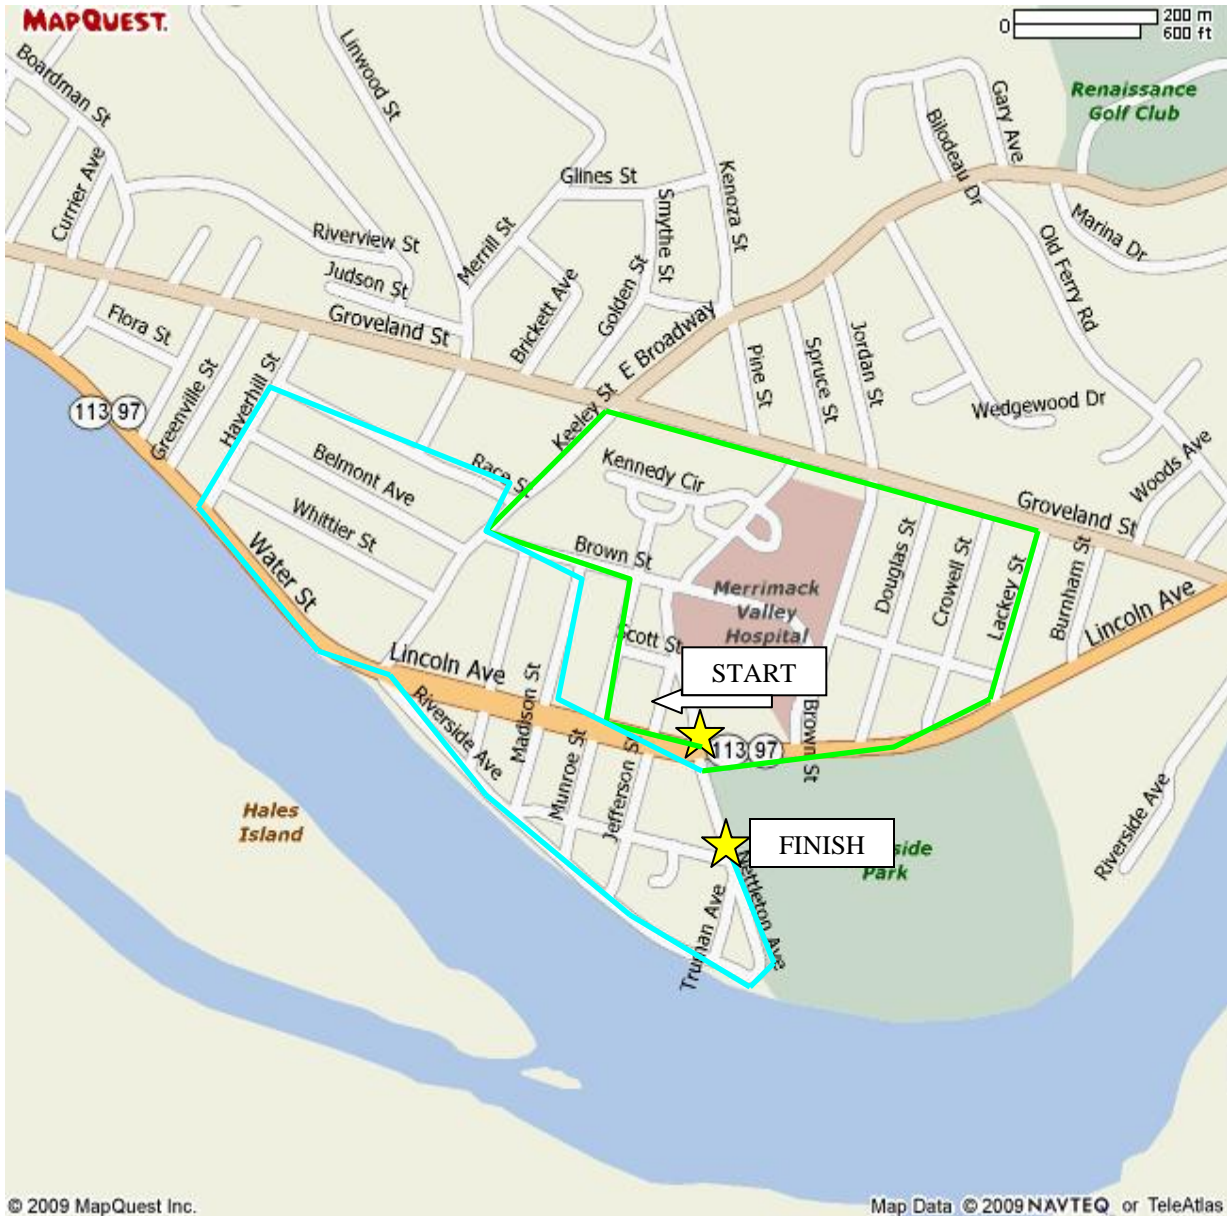 MAPQUEST.
0
200 m
600 ft
Boardman St
Linwood St
Gary Ave
Renaissance
Golf Club
Bilodeau Dr
Currier Ave
Glines St
Kenoza St
Smythe St
Riverview St
Merrill St
Marina Dr
Old Ferry Rd
Judson St
Groveland St
Brickett Ave
Golden St
E Broadway
Flora St
Pine St
Spruce St
Jordan St
Greenville St
Haverhill St
Keeley St
Wedgewood Dr
113
97
Race St
Belmont Ave
Kennedy Cir
Woods Ave
Groveland St
Whittier St
Water St
Brown St
Douglas St
Crowell St
Lackey St
Burnham St
Lincoln Ave
Merrimack
Valley
Hospital
Scott St
START
Lincoln Ave
Riverside Ave
Madison St
Munroe St
Jefferson St
Brown St
113
97
Hales
Island
FINISH
side
Park
Riverside Ave
Nettleton Ave
Truman Ave
© 2009 MapQuest Inc.
Map Data © 2009 NAVTEQ or TeleAtlas